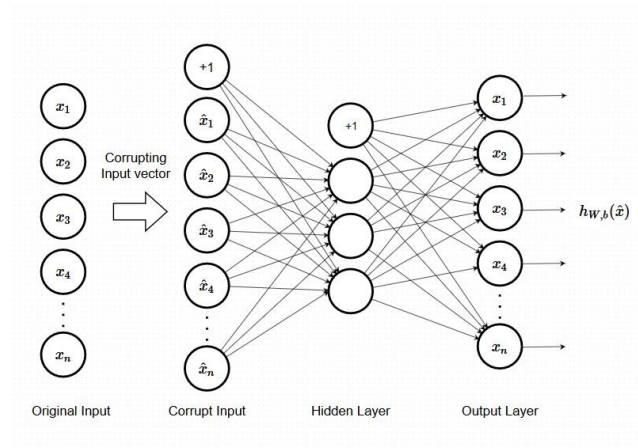 x₁
x₂
x₃
x₄
xₙ
Original Input
Corrupting
Input vector
+1
x̂₁
x̂₂
x̂₃
x̂₄
x̂ₙ
Corrupt Input
+1
Hidden Layer
x₁
x₂
x₃
x₄
xₙ
Output Layer
h_{W,b}(x̂)